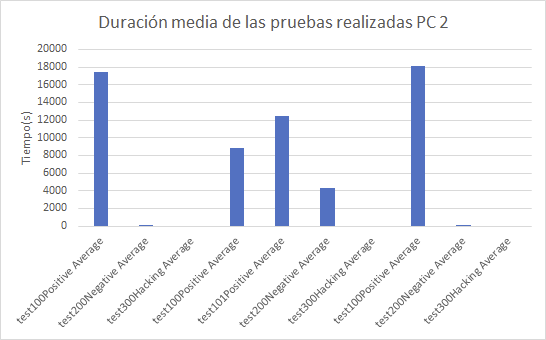 Duración media de las pruebas realizadas PC 2
20000
18000
16000
14000
12000
10000
8000
6000
4000
2000
0
Tiempo(s)
test100Positive Average
test200Negative Average
test300Hacking Average
test100Positive Average
test101Positive Average
test200Negative Average
test300Hacking Average
test100Positive Average
test200Negative Average
test300Hacking Average